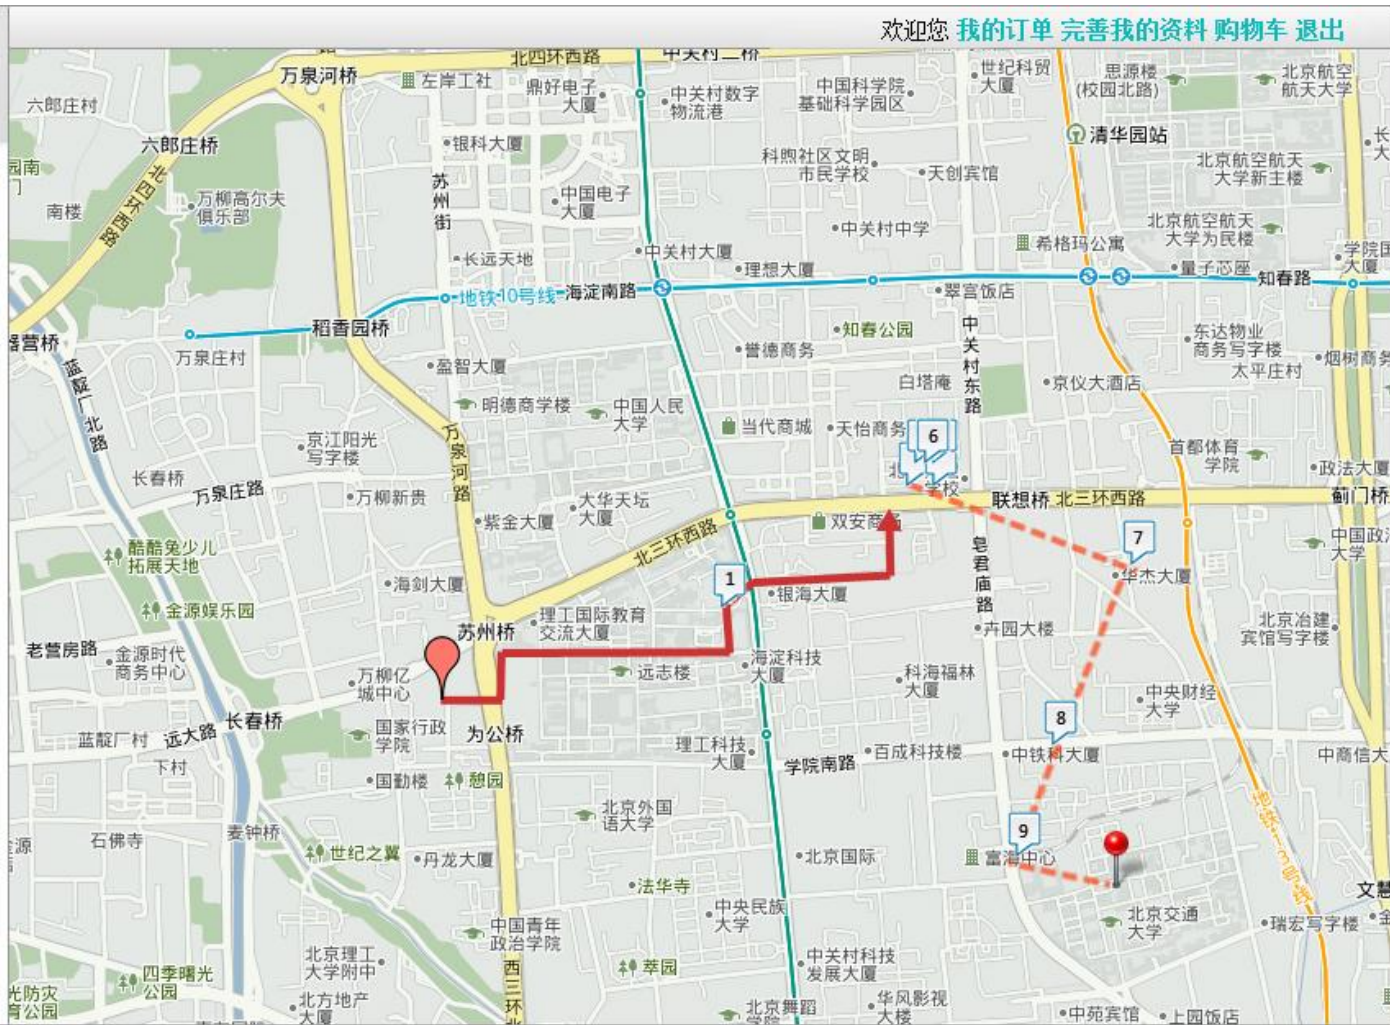 欢迎您 我的订单 完善我的资料 购物车 退出
北四环西路
万泉河桥
左岸工社
鼎好电子
大厦
中关村数字
物流港
中国科学院
基础科学园区
世纪科贸
大厦
思源楼
(校园北路)
北京航空
航天大学
六郎庄村
六郎庄桥
银科大厦
清华园站
科煦社区文明
市民学校
天创宾馆
北京航空航天
大学新主楼
北四环西路
万柳高尔夫
俱乐部
南楼
苏州街
中国电子
大厦
中关村中学
北京航空航天
大学为民楼
希格玛公寓
长远天地
中关村大厦
理想大厦
量子芯座
知春路
地铁10号线
海淀南路
翠宫饭店
稻香园桥
万泉庄村
知春公园
誉德商务
中关村东路
东达物业
商务写字楼
太平庄村
烟树商务
蓝靛厂北路
盈智大厦
白塔庵
京仪大酒店
明德商学楼
中国人民
大学
当代商城
天怡商务
6
首都体育
学院
政法大厦
京江阳光
写字楼
万泉河路
长春桥
万泉庄路
万柳新贵
大华天坛
大厦
紫金大厦
双安商场
联想桥
北三环西路
蓟门桥
北三环西路
7
华杰大厦
皂君庙路
酷酷兔少儿
拓展天地
海剑大厦
1
银海大厦
金源娱乐园
理工国际教育
交流大厦
苏州桥
卉园大楼
北京冶建
宾馆写字楼
老营房路
金源时代
商务中心
万柳亿
城中心
远志楼
海淀科技
大厦
科海福林
大厦
中央财经
大学
8
长春桥
远大路
蓝靛厂村
下村
国家行政
学院
为公桥
理工科技
大厦
学院南路
百成科技楼
中铁科大厦
中商信大
国勤楼
憩园
北京外国
语大学
地铁13号线
石佛寺
麦钟桥
世纪之翼
丹龙大厦
北京国际
9
富海中心
法华寺
中央民族
大学
北京交通
大学
瑞宏写字楼
中国青年
政治学院
北京理工
大学附中
西三环北
萃园
中关村科技
发展大厦
四季曙光
公园
北方地产
大厦
北京舞蹈
学院
华风影视
大楼
中苑宾馆
上园饭店